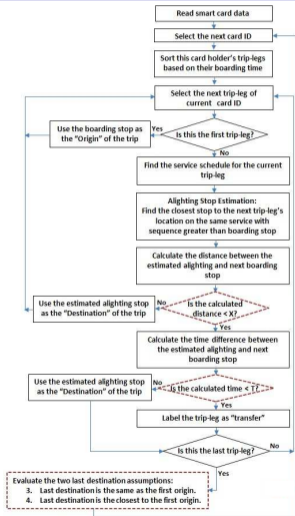 Read smart card data
Select the next card ID
Sort this card holder's trip-legs
based on their boarding time
Select the next trip-leg of
current card ID
Use the boarding stop as
the "Origin" of the trip
Yes
Is this the first trip-leg?
No
Find the service schedule for the current
trip-leg
Alighting Stop Estimation:
Find the closest stop to the next trip-leg's
location on the same service with
sequence greater than boarding stop
Calculate the distance between the
estimated alighting and next boarding
stop
Use the estimated alighting stop
as the "Destination" of the trip
No
Is the calculated
distance < X?
Yes
Calculate the time difference between
the estimated alighting and next
boarding stop
Use the estimated alighting stop
as the "Destination" of the trip
No
Is the calculated time < T?
Yes
Label the trip-leg as "transfer"
Is this the last trip-leg?
No
Yes
Evaluate the two last destination assumptions:
3. Last destination is the same as the first origin.
4. Last destination is the closest to the first origin.